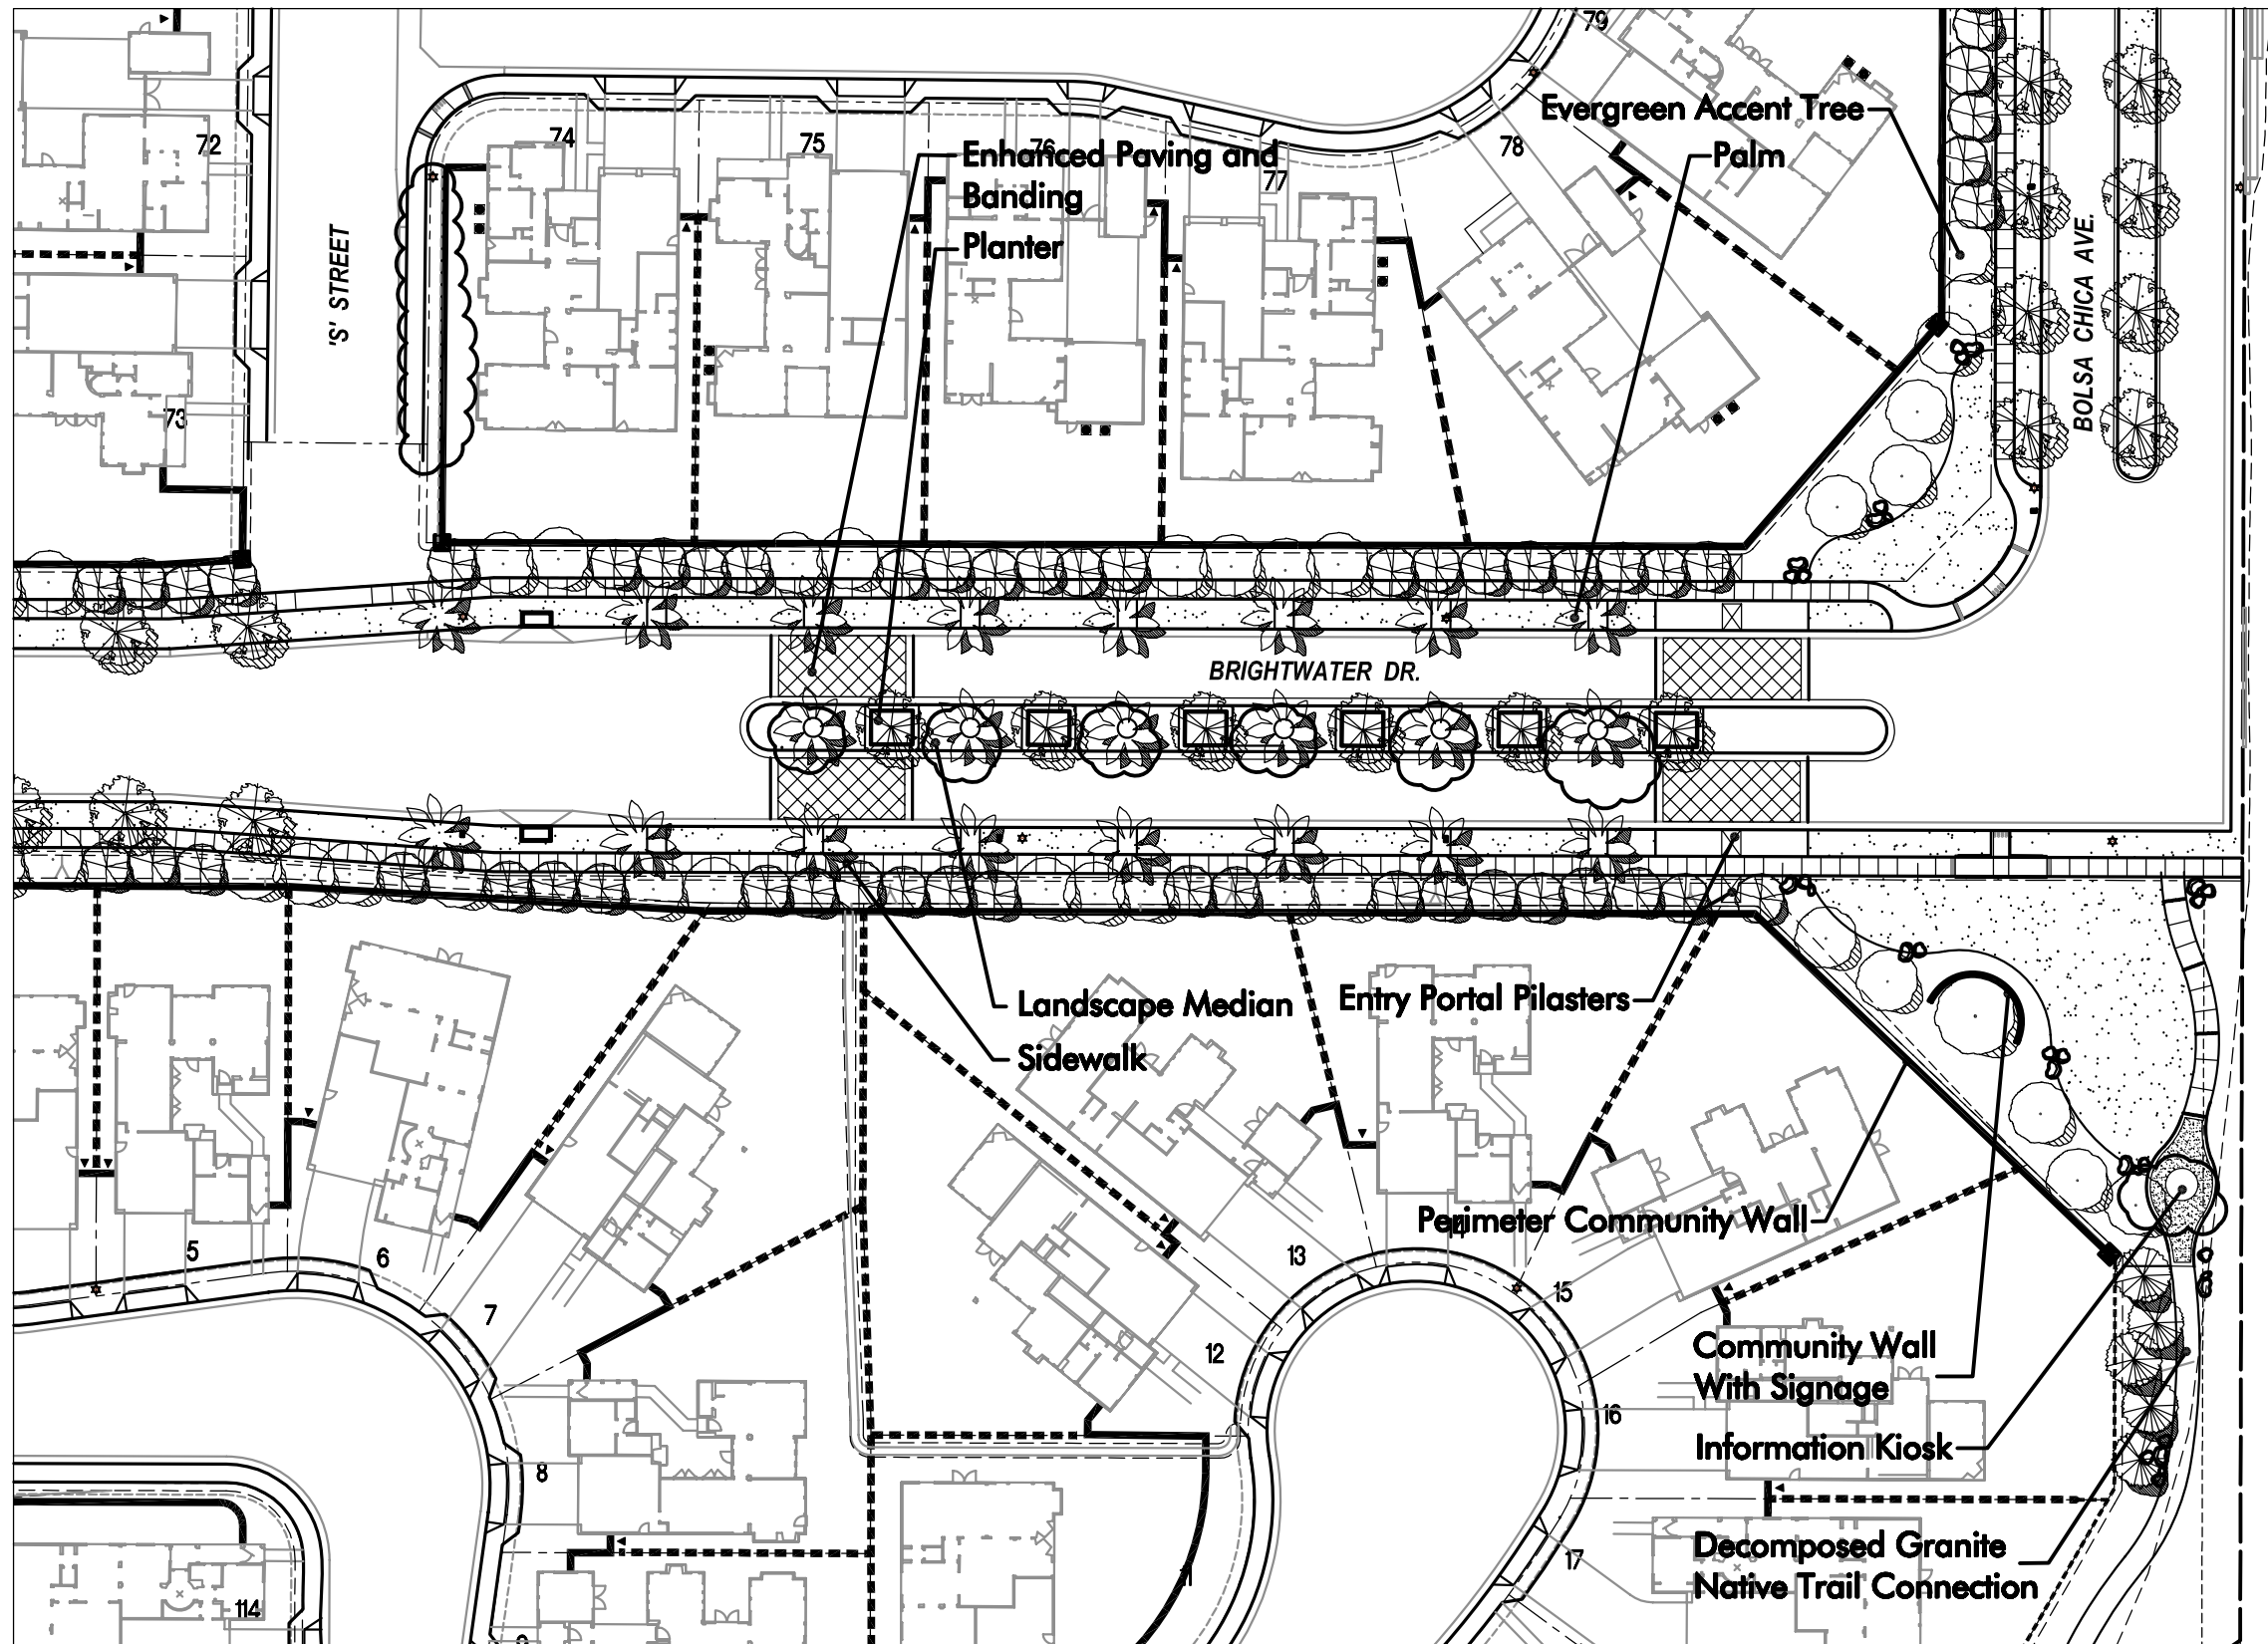 79
Evergreen Accent Tree
72
74
75
76
78
Enhanced Paving and
Banding
Palm
77
Planter
'S' STREET
BOLSA CHICA AVE.
73
BRIGHTWATER DR.
Landscape Median
Entry Portal Pilasters
Sidewalk
Perimeter Community Wall
14
5
6
13
7
15
12
Community Wall
With Signage
16
Information Kiosk
8
Decomposed Granite
Native Trail Connection
17
11
114
9